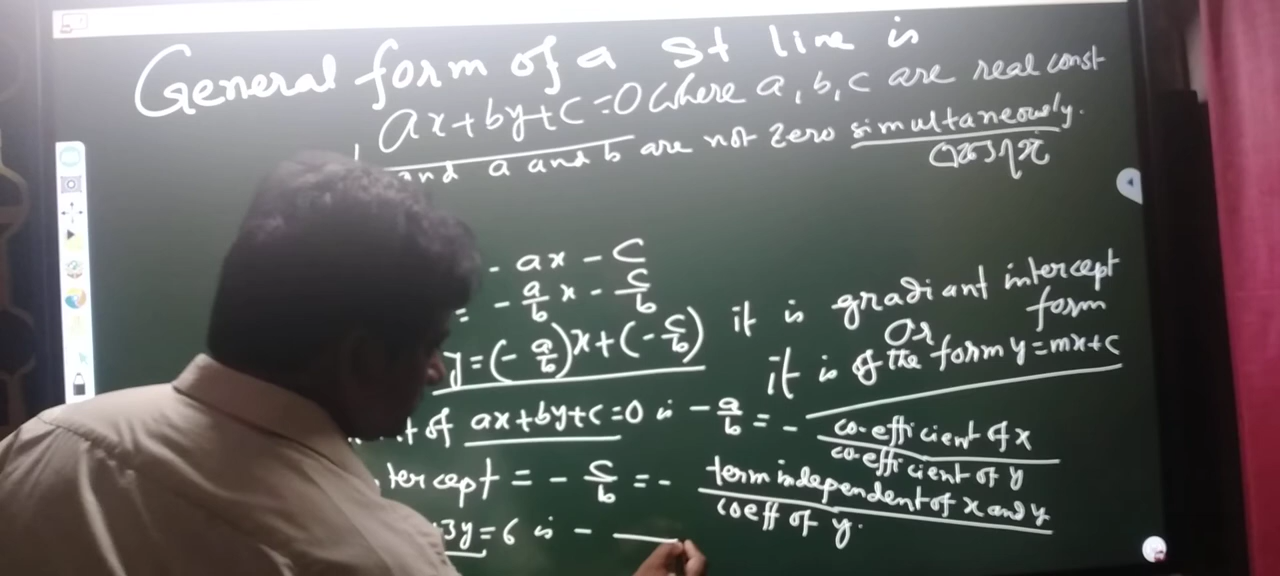 General form of a st line is
ax+by+c=0 where a, b, c are real const
and a and b are not zero simultaneously.
- ax - c
= - a/b x - c/b
y = (- a/b)x + (- c/b) it is gradiant intercept form
Or
it is of the form y = mx+c
of ax+by+c=0 is - a/b = - co-efficient of x / co-efficient of y
tercept = - c/b = - term independent of x and y / coeff of y.
3y = 6 is -